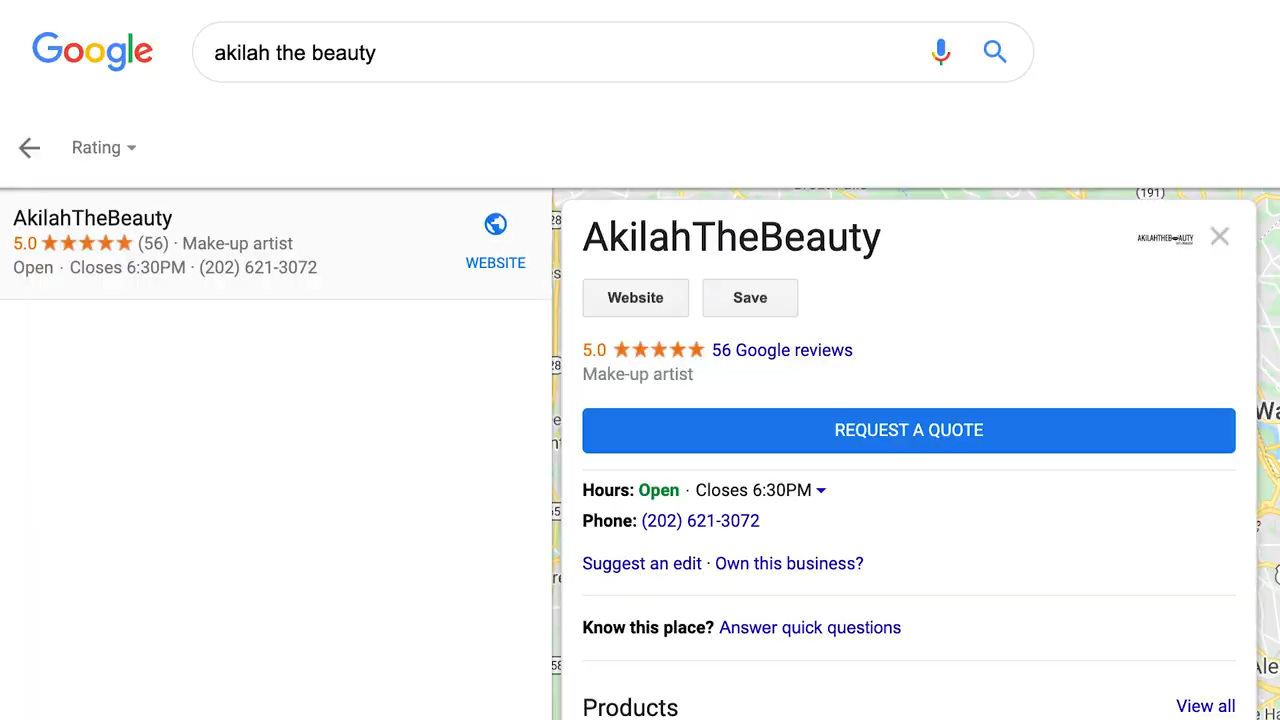 Google
akilah the beauty
Rating
(191)
AkilahTheBeauty
5.0 (56) · Make-up artist
Open · Closes 6:30PM · (202) 621-3072
WEBSITE
AkilahTheBeauty
Website
Save
5.0 56 Google reviews
Make-up artist
REQUEST A QUOTE
Hours: Open · Closes 6:30PM
Phone: (202) 621-3072
Suggest an edit · Own this business?
Know this place? Answer quick questions
Products
View all